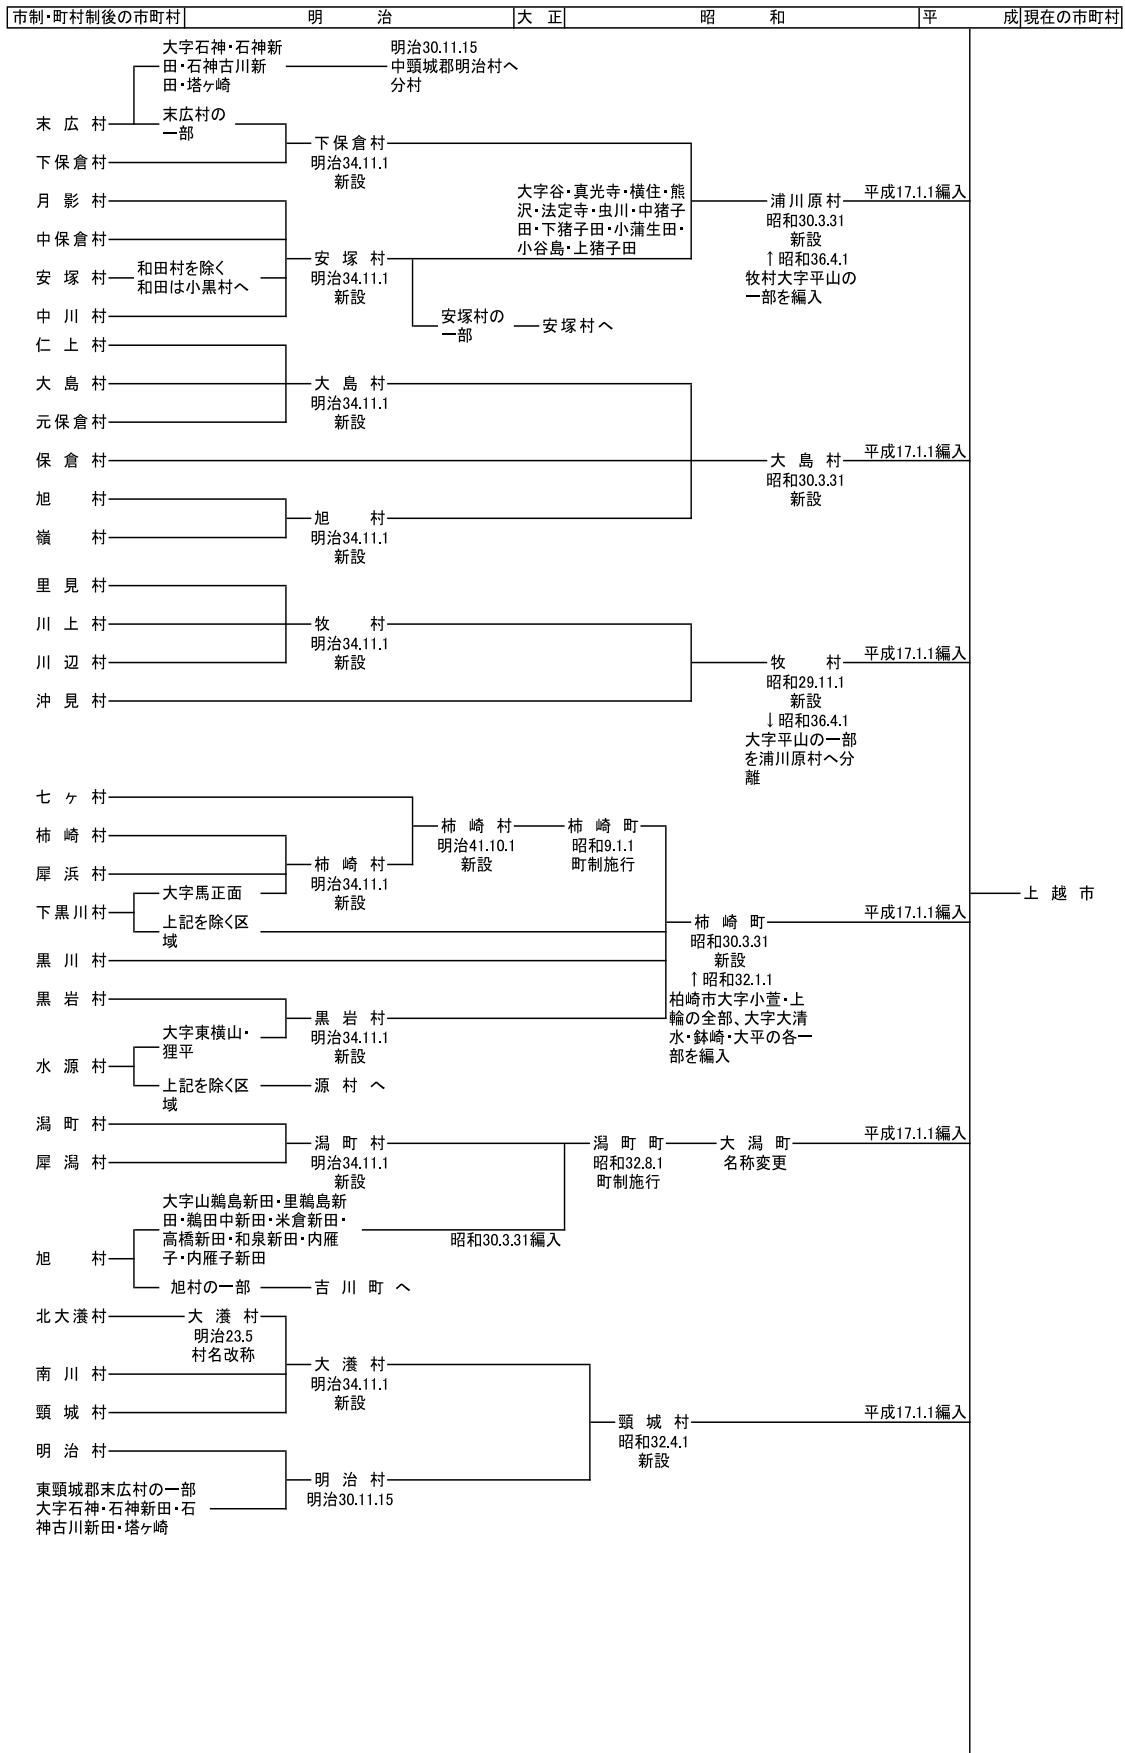 市制・町村制後の市町村 明治 大正 昭和 平成 現在の市町村
大字石神・石神新
田・石神古川新
田・塔ヶ崎
明治30.11.15
中頸城郡明治村へ
分村
末広村
末広村の
一部
下保倉村
下保倉村
明治34.11.1
新設
月影村
中保倉村
安塚村
和田村を除く
和田は小黒村へ
中川村
安塚村
明治34.11.1
新設
安塚村の
一部
安塚村へ
大字谷・真光寺・横住・熊
沢・法定寺・虫川・中猪子
田・下猪子田・小蒲生田・
小谷島・上猪子田
浦川原村
昭和30.3.31
新設
↑昭和36.4.1
牧村大字平山の
一部を編入
平成17.1.1編入
仁上村
大島村
元保倉村
大島村
明治34.11.1
新設
保倉村
旭村
嶺村
旭村
明治34.11.1
新設
大島村
昭和30.3.31
新設
平成17.1.1編入
里見村
川上村
川辺村
牧村
明治34.11.1
新設
沖見村
牧村
昭和29.11.1
新設
↓昭和36.4.1
大字平山の一部
を浦川原村へ分
離
平成17.1.1編入
七ヶ村
柿崎村
犀浜村
下黒川村
大字馬正面
上記を除く区
域
柿崎村
明治34.11.1
新設
柿崎村
明治41.10.1
新設
柿崎町
昭和9.1.1
町制施行
黒川村
黒岩村
水源村
大字東横山・
狸平
上記を除く区
域
源村へ
黒岩村
明治34.11.1
新設
柿崎町
昭和30.3.31
新設
↑昭和32.1.1
柏崎市大字小萱・上
輪の全部、大字大清
水・鉢崎・大平の各一
部を編入
平成17.1.1編入
上越市
潟町村
犀潟村
潟町村
明治34.11.1
新設
潟町町
昭和32.8.1
町制施行
大潟町
名称変更
平成17.1.1編入
旭村
大字山鵜島新田・里鵜島新
田・鵜田中新田・米倉新田・
高橋新田・和泉新田・内雁
子・内雁子新田
昭和30.3.31編入
旭村の一部
吉川町へ
北大瀁村
大瀁村
明治23.5
村名改称
南川村
頸城村
大瀁村
明治34.11.1
新設
明治村
東頸城郡末広村の一部
大字石神・石神新田・石
神古川新田・塔ヶ崎
明治村
明治30.11.15
頸城村
昭和32.4.1
新設
平成17.1.1編入